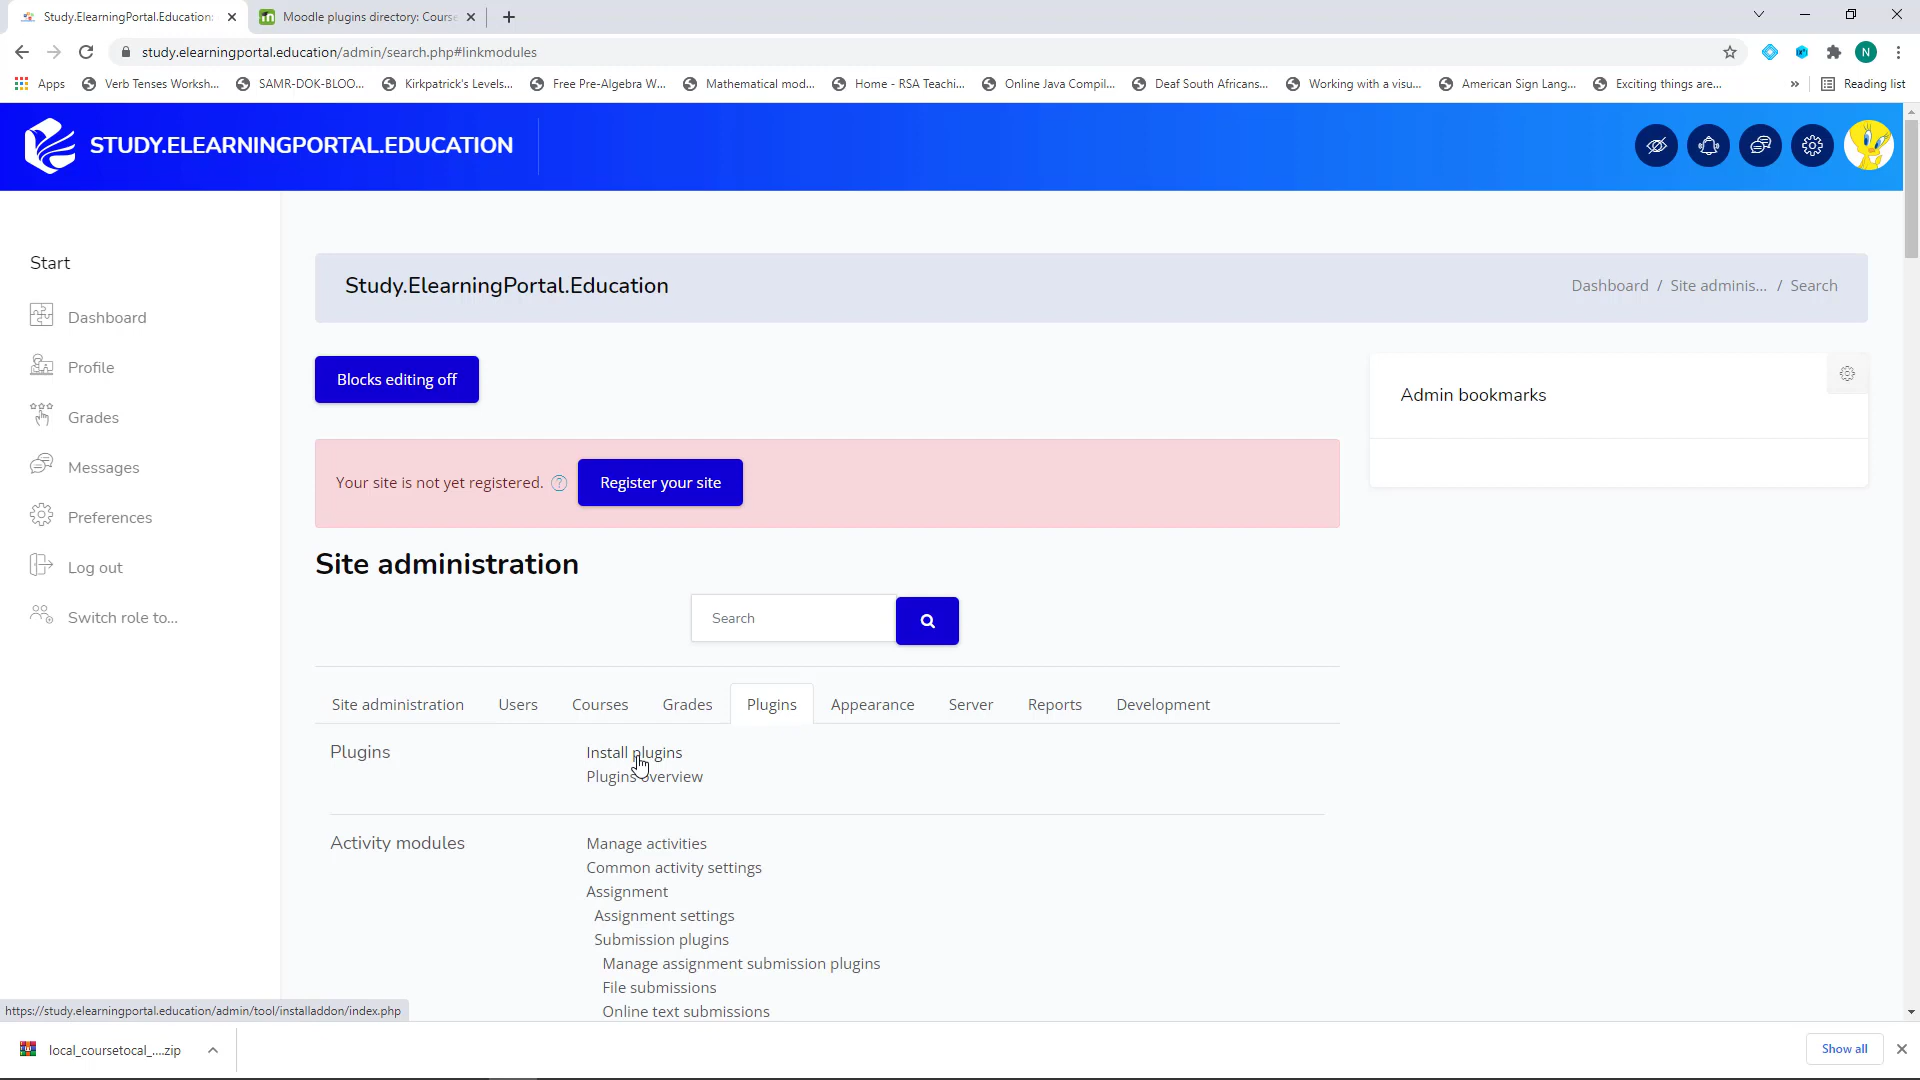 Study.ElearningPortal.Education:
Moodle plugins directory: Course
study.elearningportal.education/admin/search.php#linkmodules
N
Apps
Verb Tenses Worksh...
SAMR-DOK-BLOO...
Kirkpatrick's Levels...
Free Pre-Algebra W...
Mathematical mod...
Home - RSA Teachi...
Online Java Compil...
Deaf South Africans...
Working with a visu...
American Sign Lang...
Exciting things are...
»
Reading list
STUDY.ELEARNINGPORTAL.EDUCATION
Start
Dashboard
Profile
Grades
Messages
Preferences
Log out
Switch role to...
Study.ElearningPortal.Education
Dashboard / Site adminis... / Search
Blocks editing off
Admin bookmarks
Your site is not yet registered.
Register your site
Site administration
Search
Site administration
Users
Courses
Grades
Plugins
Appearance
Server
Reports
Development
Plugins
Install plugins
Plugins overview
Activity modules
Manage activities
Common activity settings
Assignment
Assignment settings
Submission plugins
Manage assignment submission plugins
File submissions
Online text submissions
https://study.elearningportal.education/admin/tool/installaddon/index.php
local_coursetocal_....zip
Show all